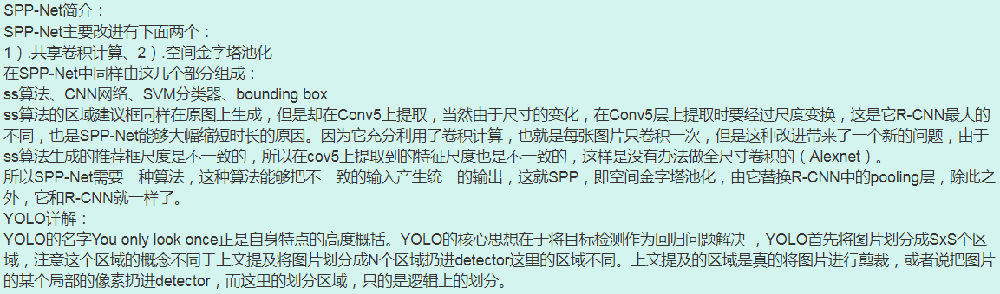 SPP-Net简介：
SPP-Net主要改进有下面两个：
1）.共享卷积计算、2）.空间金字塔池化
在SPP-Net中同样由这几个部分组成：
ss算法、CNN网络、SVM分类器、bounding box
ss算法的区域建议框同样在原图上生成，但是却在Conv5上提取，当然由于尺寸的变化，在Conv5层上提取时要经过尺度变换，这是它R-CNN最大的
不同，也是SPP-Net能够大幅缩短时长的原因。因为它充分利用了卷积计算，也就是每张图片只卷积一次，但是这种改进带来了一个新的问题，由于
ss算法生成的推荐框尺度是不一致的，所以在cov5上提取到的特征尺度也是不一致的，这样是没有办法做全尺寸卷积的（Alexnet）。
所以SPP-Net需要一种算法，这种算法能够把不一致的输入产生统一的输出，这就SPP，即空间金字塔池化，由它替换R-CNN中的pooling层，除此之
外，它和R-CNN就一样了。
YOLO详解：
YOLO的名字You only look once正是自身特点的高度概括。YOLO的核心思想在于将目标检测作为回归问题解决 ，YOLO首先将图片划分成SxS个区
域，注意这个区域的概念不同于上文提及将图片划分成N个区域扔进detector这里的区域不同。上文提及的区域是真的将图片进行剪裁，或者说把图片
的某个局部的像素扔进detector，而这里的划分区域，只的是逻辑上的划分。